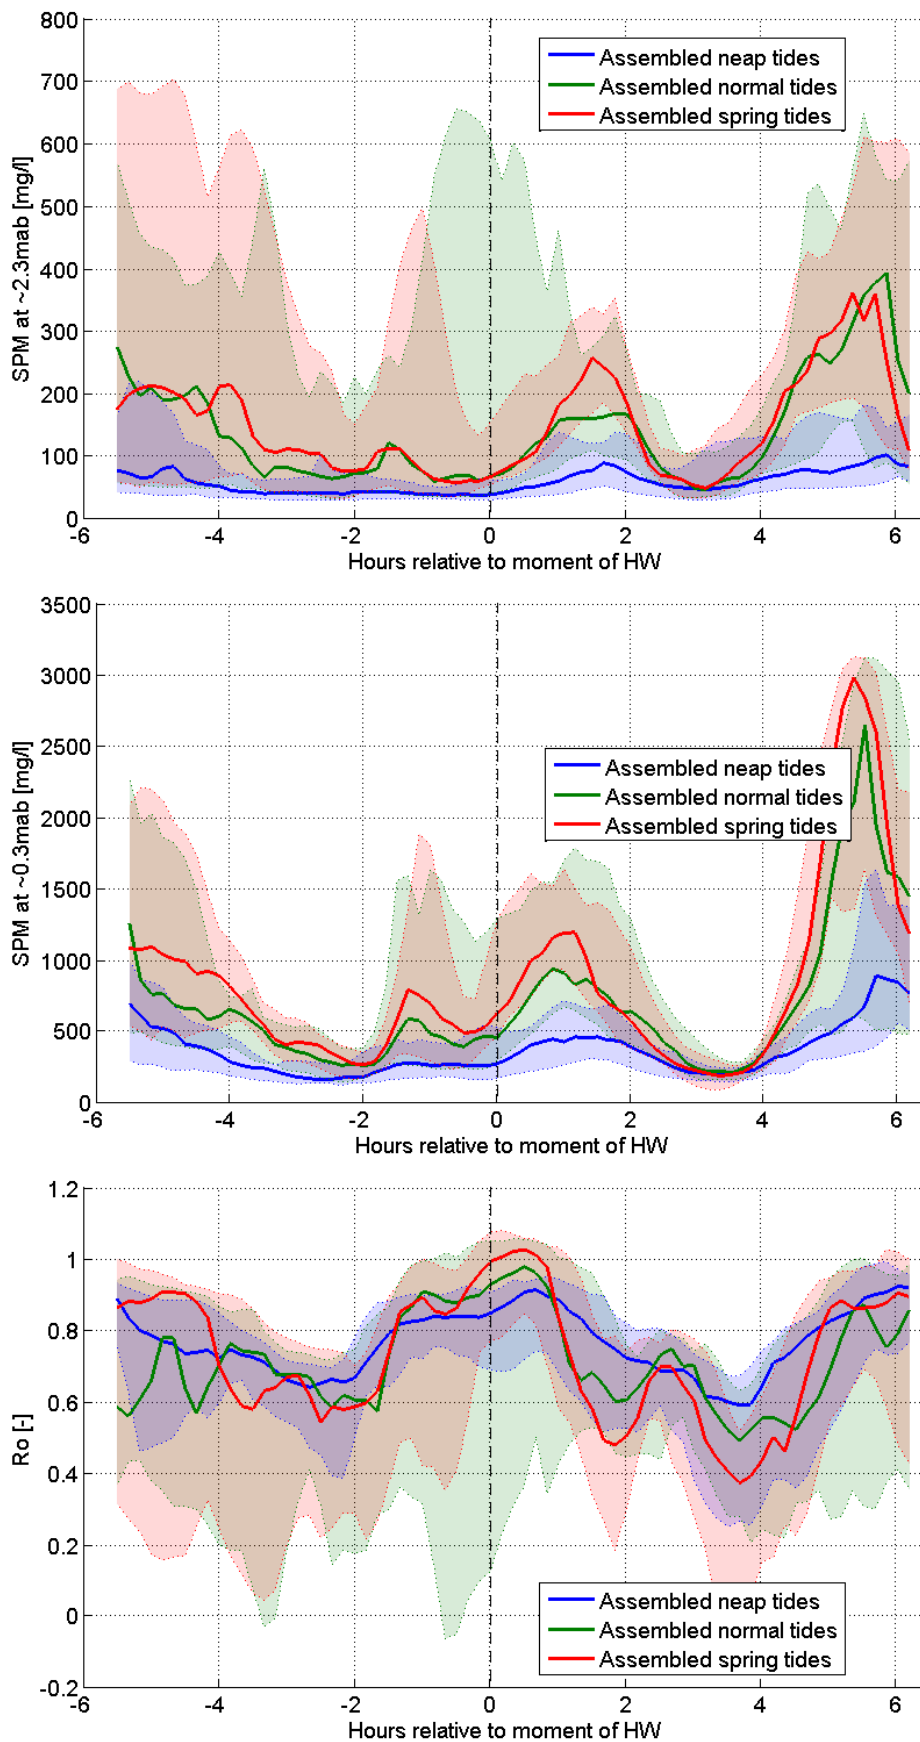 800
700
600
500
400
300
200
100
0
SPM at ~2.3mab [mg/l]
Assembled neap tides
Assembled normal tides
Assembled spring tides
-6 -4 -2 0 2 4 6
Hours relative to moment of HW
3500
3000
2500
2000
1500
1000
500
0
SPM at ~0.3mab [mg/l]
Assembled neap tides
Assembled normal tides
Assembled spring tides
-6 -4 -2 0 2 4 6
Hours relative to moment of HW
1.2
1
0.8
0.6
0.4
0.2
0
-0.2
Ro [-]
Assembled neap tides
Assembled normal tides
Assembled spring tides
-6 -4 -2 0 2 4 6
Hours relative to moment of HW